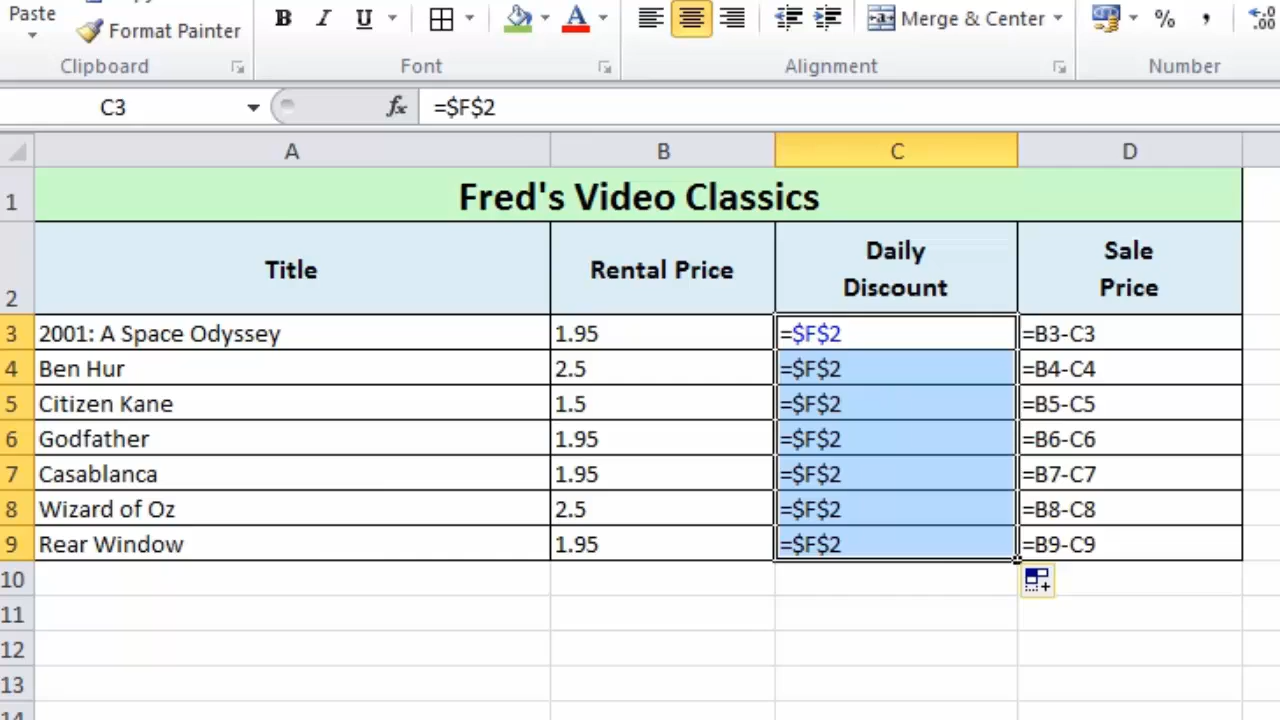 Paste
Format Painter
B I U A Merge & Center % ,
Clipboard Font Alignment Number
C3 fx =$F$2
A B C D
1 Fred's Video Classics
2 Title Rental Price Daily Discount Sale Price
3 2001: A Space Odyssey 1.95 =$F$2 =B3-C3
4 Ben Hur 2.5 =$F$2 =B4-C4
5 Citizen Kane 1.5 =$F$2 =B5-C5
6 Godfather 1.95 =$F$2 =B6-C6
7 Casablanca 1.95 =$F$2 =B7-C7
8 Wizard of Oz 2.5 =$F$2 =B8-C8
9 Rear Window 1.95 =$F$2 =B9-C9
10
11
12
13
14